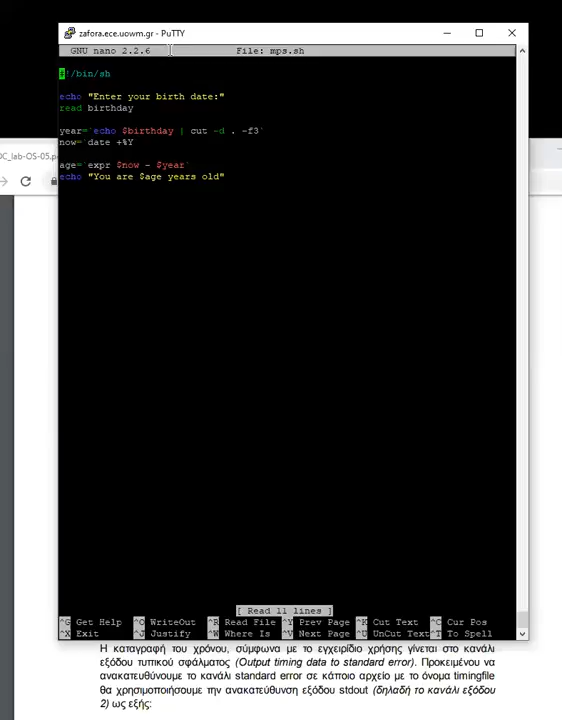 zafora.ece.uowm.gr - PuTTY
GNU nano 2.2.6 File: mps.sh
#!/bin/sh
echo "Enter your birth date:"
read birthday
year=`echo $birthday | cut -d . -f3`
now=`date +%Y
age=`expr $now - $year`
echo "You are $age years old"
[ Read 11 lines ]
^G Get Help ^O WriteOut ^R Read File ^Y Prev Page ^K Cut Text ^C Cur Pos
^X Exit ^J Justify ^W Where Is ^V Next Page ^U UnCut Text ^T To Spell
Η καταγραφή του χρόνου, σύμφωνα με το εγχειρίδιο χρήσης γίνεται στο κανάλι
εξόδου τυπικού σφάλματος (Output timing data to standard error). Προκειμένου να
ανακατευθύνουμε το κανάλι standard error σε κάποιο αρχείο με το όνομα timingfile
θα χρησιμοποιήσουμε την ανακατεύθυνση εξόδου stdout (δηλαδή το κανάλι εξόδου
2) ως εξής: